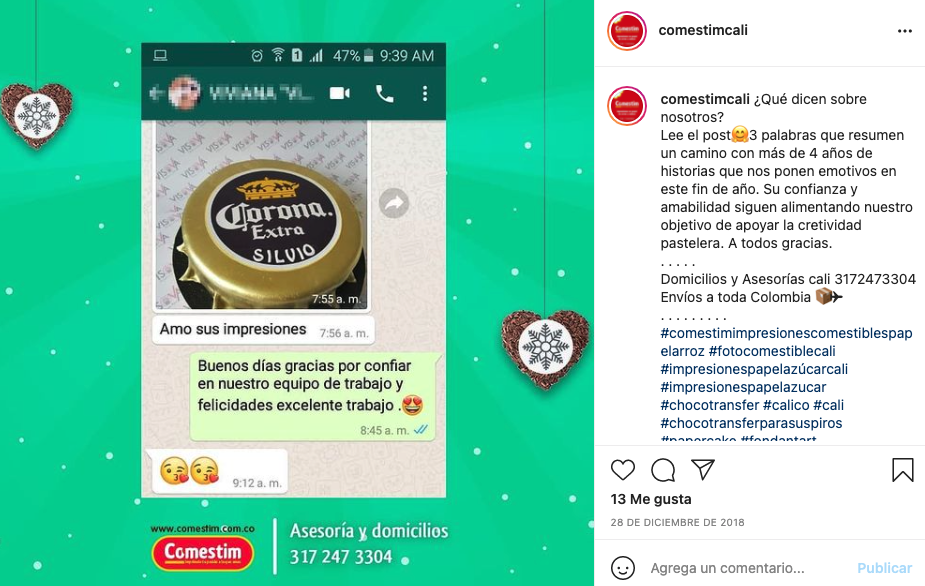 47% 9:39 AM
Corona.
Extra
SILVIO
7:55 a. m.
Amo sus impresiones 7:56 a. m.
Buenos días gracias por confiar
en nuestro equipo de trabajo y
felicidades excelente trabajo .😍
8:45 a. m.
😘😘 9:12 a. m.
www.comestim.com.co
Comestim
Asesoría y domicilios
317 247 3304
comestimcali
comestimcali ¿Qué dicen sobre
nosotros?
Lee el post🤗3 palabras que resumen
un camino con más de 4 años de
historias que nos ponen emotivos en
este fin de año. Su confianza y
amabilidad siguen alimentando nuestro
objetivo de apoyar la cretividad
pastelera. A todos gracias.
. . . . .
Domicilios y Asesorías cali 3172473304
Envíos a toda Colombia 📦✈
. . . . . . . . .
#comestimimpresionescomestiblespap
elarroz #fotocomestiblecali
#impresionespapelazúcarcali
#impresionespapelazucar
#chocotransfer #calico #cali
#chocotransferparasuspiros
#papercake #fondantart
13 Me gusta
28 DE DICIEMBRE DE 2018
Agrega un comentario... Publicar